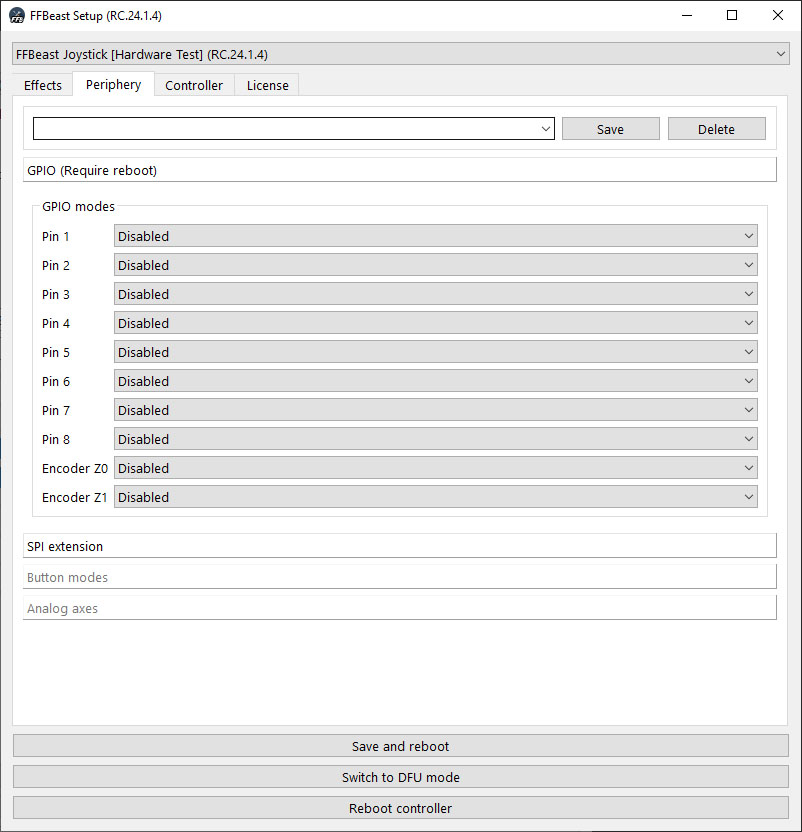 FFBeast Setup (RC.24.1.4)
FFBeast Joystick [Hardware Test] (RC.24.1.4)
Effects Periphery Controller License
Save Delete
GPIO (Require reboot)
GPIO modes
Pin 1 Disabled
Pin 2 Disabled
Pin 3 Disabled
Pin 4 Disabled
Pin 5 Disabled
Pin 6 Disabled
Pin 7 Disabled
Pin 8 Disabled
Encoder Z0 Disabled
Encoder Z1 Disabled
SPI extension
Button modes
Analog axes
Save and reboot
Switch to DFU mode
Reboot controller